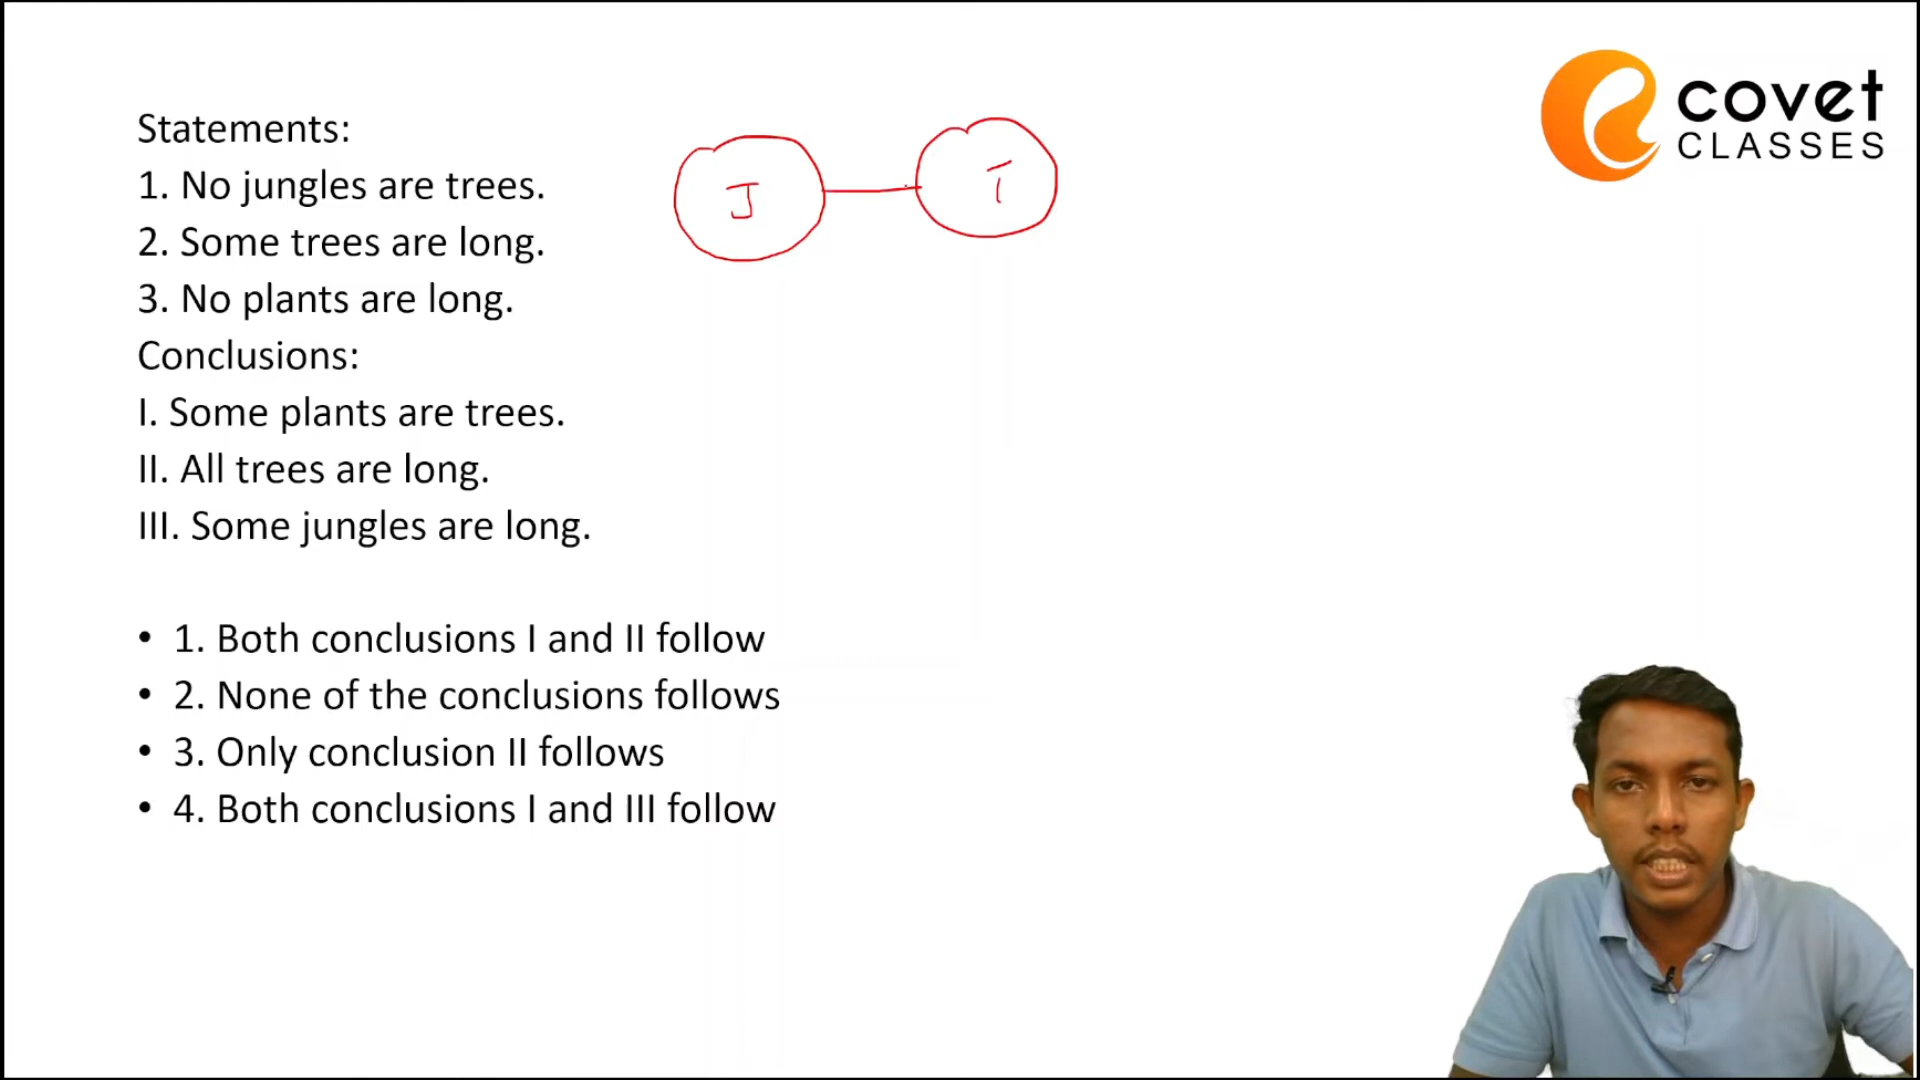 covet
CLASSES
Statements:
1. No jungles are trees.
2. Some trees are long.
3. No plants are long.
Conclusions:
I. Some plants are trees.
II. All trees are long.
III. Some jungles are long.
• 1. Both conclusions I and II follow
• 2. None of the conclusions follows
• 3. Only conclusion II follows
• 4. Both conclusions I and III follow
J
T